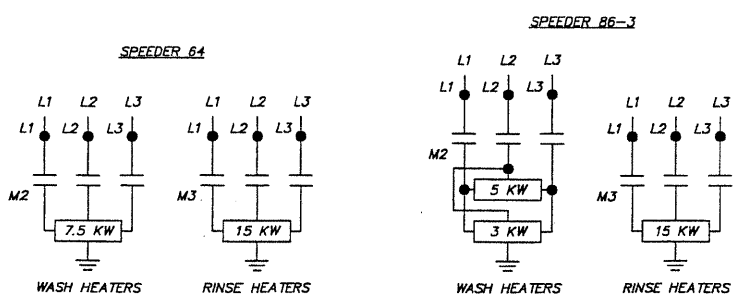 SPEEDER 64
L1 L2 L3
L1 L2 L3
M2
7.5 KW
WASH HEATERS
L1 L2 L3
L1 L2 L3
M3
15 KW
RINSE HEATERS
SPEEDER 86-3
L1 L2 L3
L1 L2 L3
M2
5 KW
3 KW
WASH HEATERS
L1 L2 L3
L1 L2 L3
M3
15 KW
RINSE HEATERS